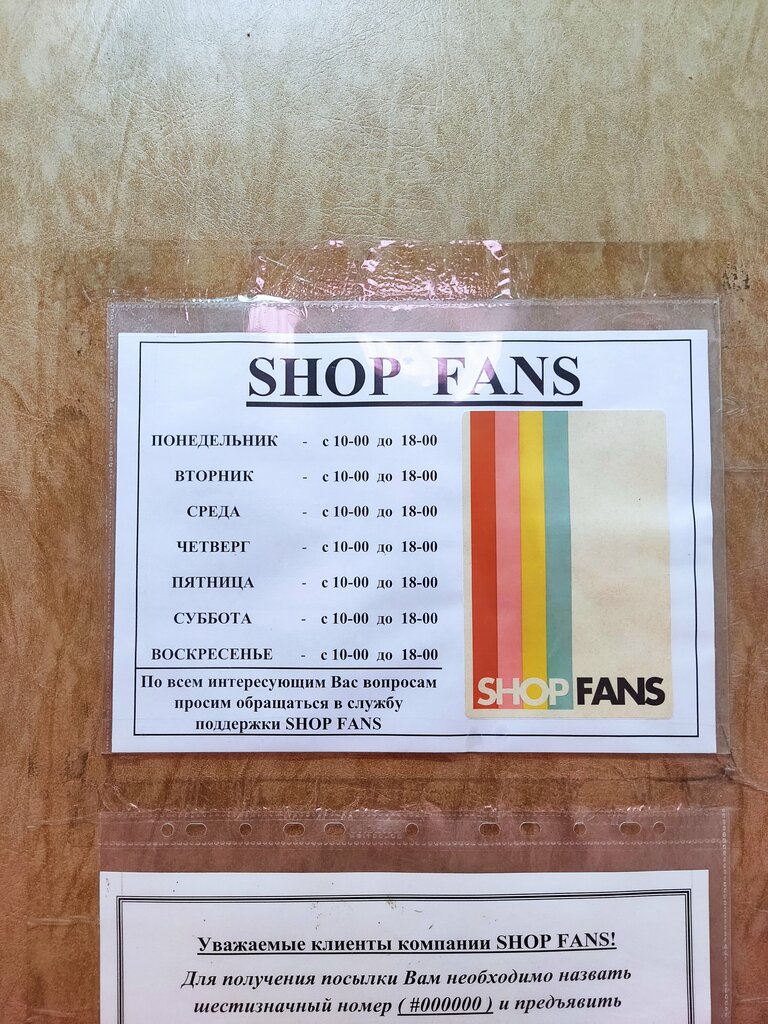 SHOP FANS
ПОНЕДЕЛЬНИК - с 10-00 до 18-00
ВТОРНИК - с 10-00 до 18-00
СРЕДА - с 10-00 до 18-00
ЧЕТВЕРГ - с 10-00 до 18-00
ПЯТНИЦА - с 10-00 до 18-00
СУББОТА - с 10-00 до 18-00
ВОСКРЕСЕНЬЕ - с 10-00 до 18-00
По всем интересующим Вас вопросам
просим обращаться в службу
поддержки SHOP FANS
SHOP FANS
Уважаемые клиенты компании SHOP FANS!
Для получения посылки Вам необходимо назвать
шестизначный номер ( #000000 ) и предъявить